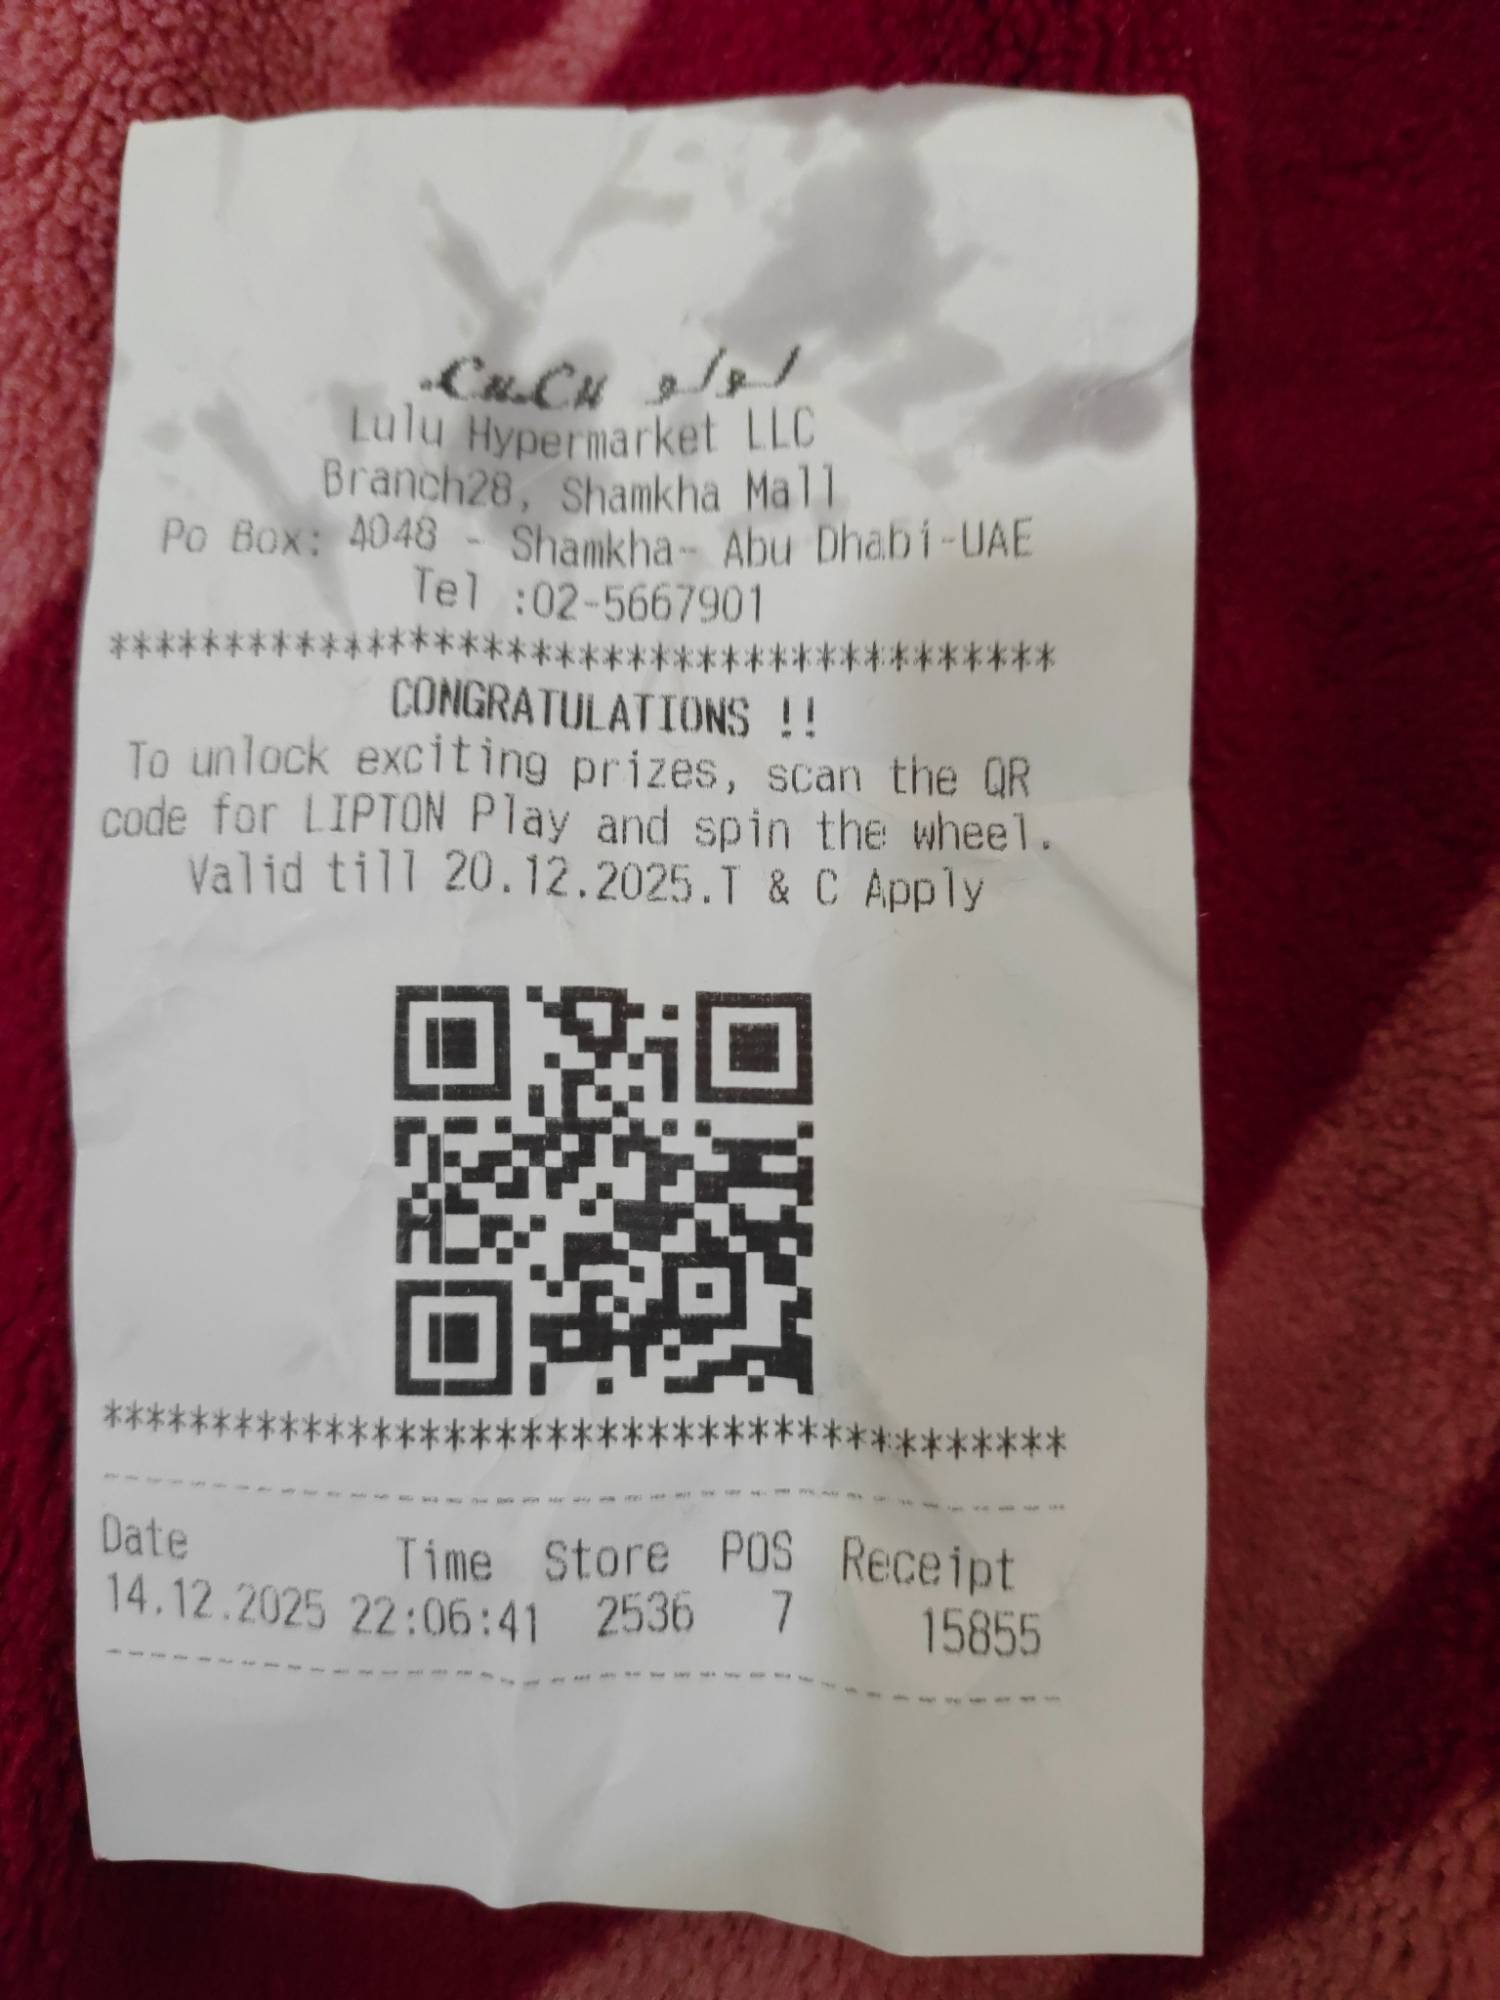 LuLu لولو
Lulu Hypermarket LLC
Branch28, Shamkha Mall
Po Box: 4048 - Shamkha- Abu Dhabi-UAE
Tel :02-5667901
****************************************
CONGRATULATIONS !!
To unlock exciting prizes, scan the QR
code for LIPTON Play and spin the wheel.
Valid till 20.12.2025.T & C Apply
****************************************
Date Time Store POS Receipt
14.12.2025 22:06:41 2536 7 15855